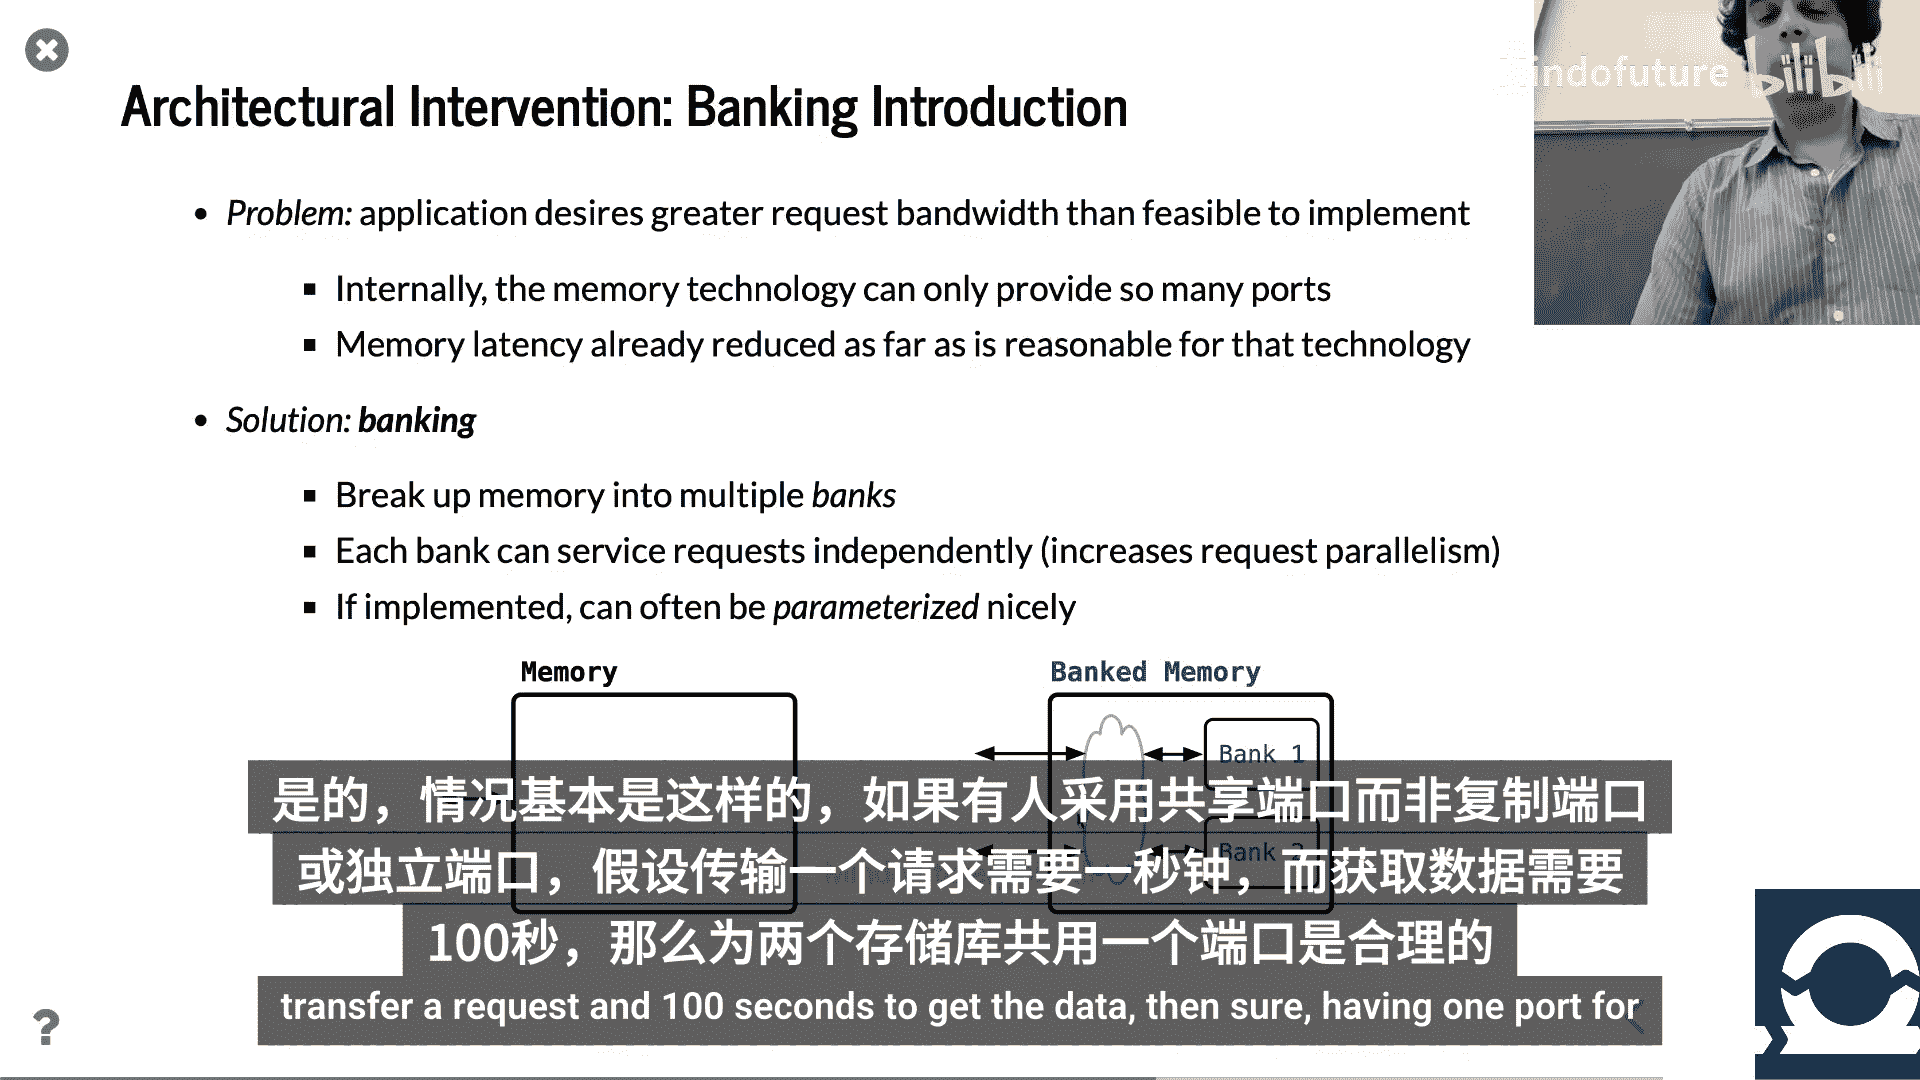 indofuture bilibili
Architectural Intervention: Banking Introduction
Problem: application desires greater request bandwidth than feasible to implement
Internally, the memory technology can only provide so many ports
Memory latency already reduced as far as is reasonable for that technology
Solution: banking
Break up memory into multiple banks
Each bank can service requests independently (increases request parallelism)
If implemented, can often be parameterized nicely
Memory
Banked Memory
Bank 1
Bank 2
是的，情况基本是这样的，如果有人采用共享端口而非复制端口
或独立端口，假设传输一个请求需要一秒钟，而获取数据需要
100秒，那么为两个存储库共用一个端口是合理的
transfer a request and 100 seconds to get the data, then sure, having one port for
?